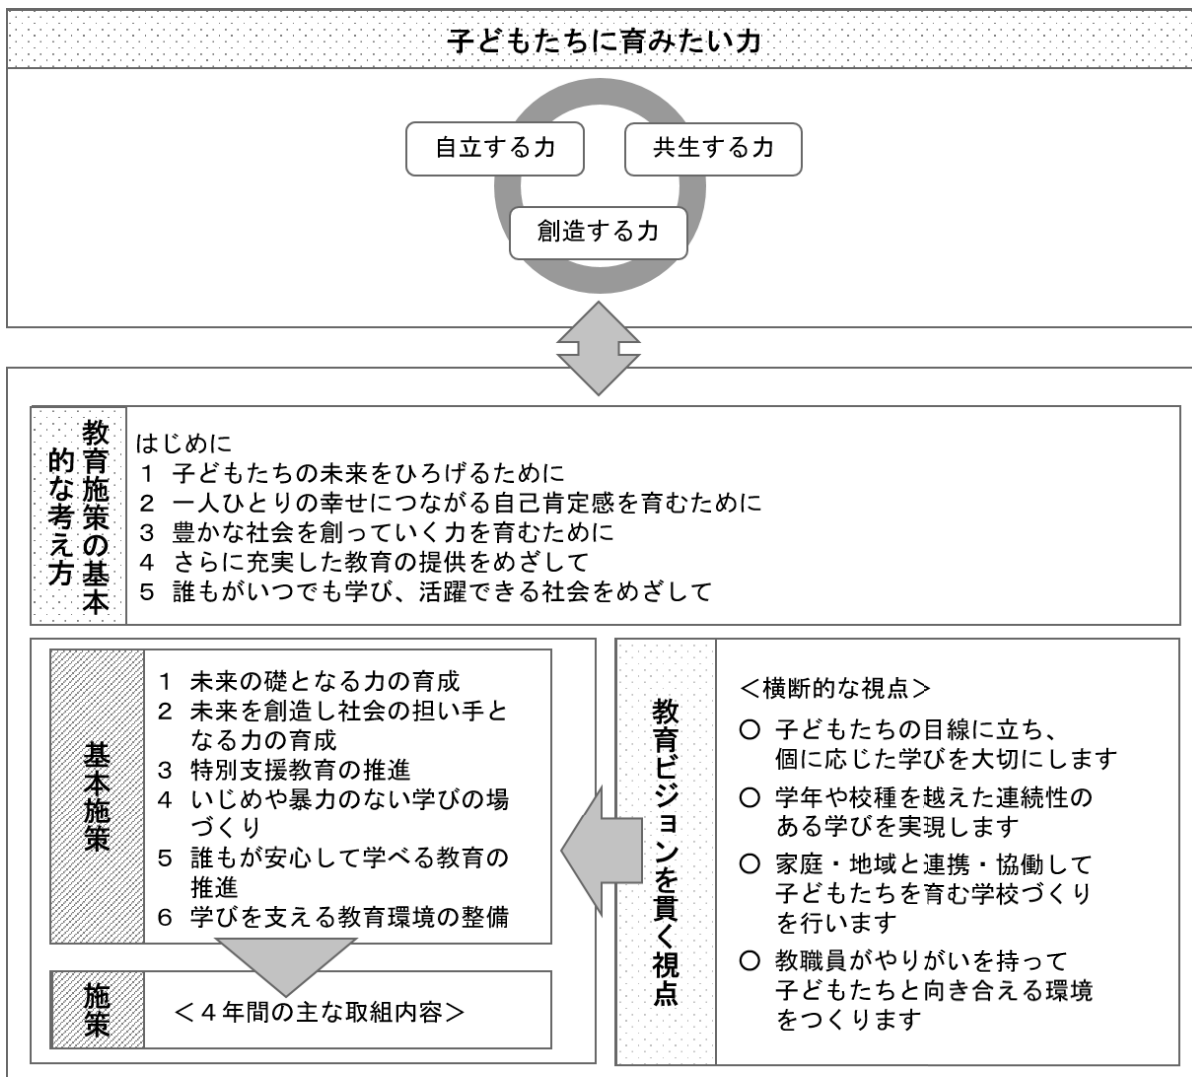 子どもたちに育みたい力
自立する力
共生する力
創造する力
教育施策の基本
的な考え方
はじめに
1 子どもたちの未来をひろげるために
2 一人ひとりの幸せにつながる自己肯定感を育むために
3 豊かな社会を創っていく力を育むために
4 さらに充実した教育の提供をめざして
5 誰もがいつでも学び、活躍できる社会をめざして
基本施策
1 未来の礎となる力の育成
2 未来を創造し社会の担い手と
なる力の育成
3 特別支援教育の推進
4 いじめや暴力のない学びの場
づくり
5 誰もが安心して学べる教育の
推進
6 学びを支える教育環境の整備
施策
＜４年間の主な取組内容＞
教育ビジョンを貫く視点
＜横断的な視点＞
○ 子どもたちの目線に立ち、
個に応じた学びを大切にします
○ 学年や校種を越えた連続性の
ある学びを実現します
○ 家庭・地域と連携・協働して
子どもたちを育む学校づくり
を行います
○ 教職員がやりがいを持って
子どもたちと向き合える環境
をつくります